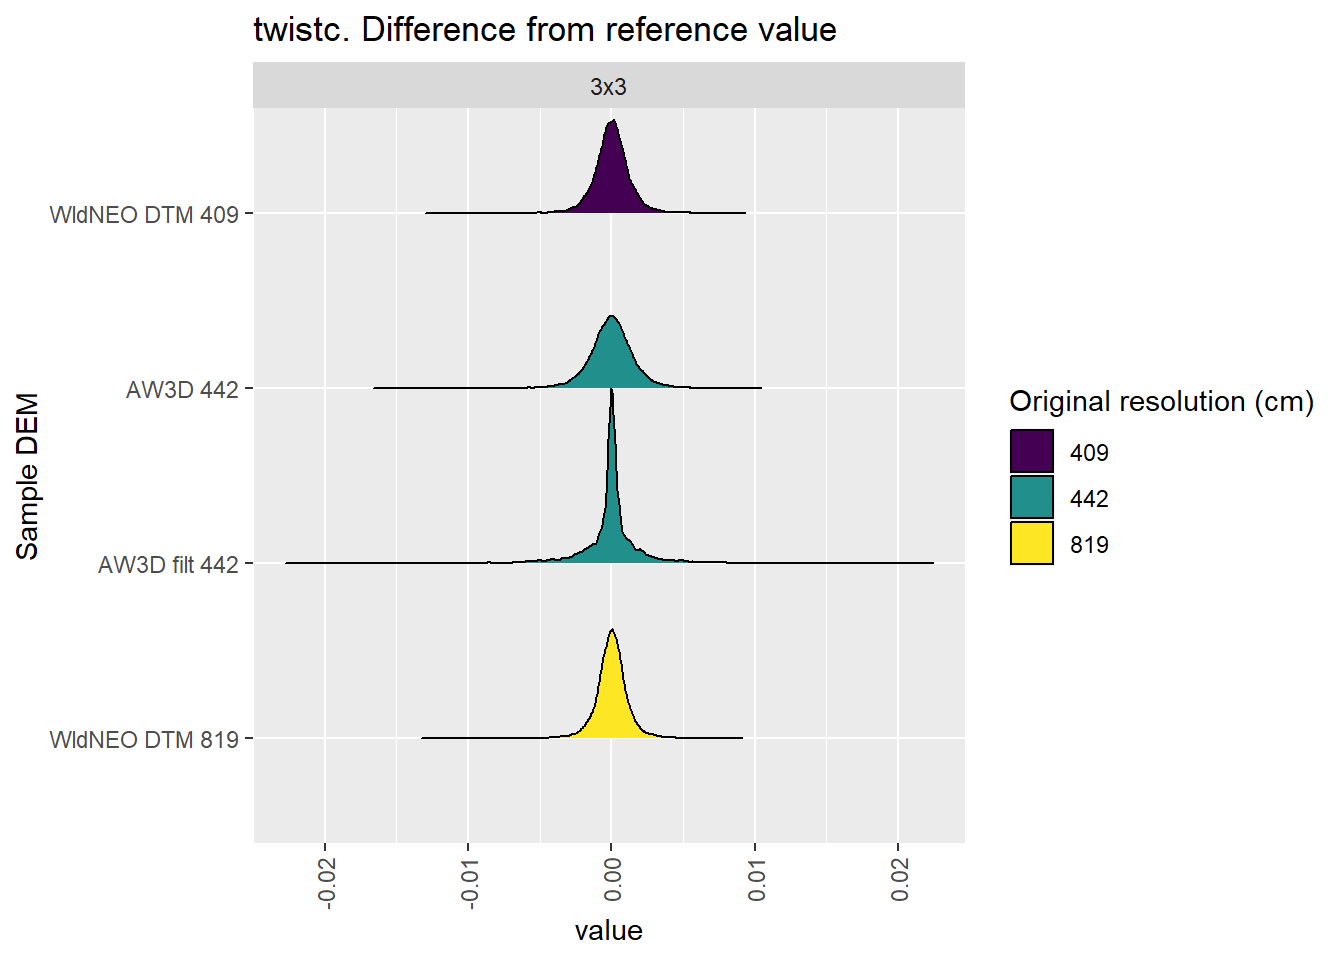 twistc. Difference from reference value
3x3
WldNEO DTM 409
AW3D 442
AW3D filt 442
WldNEO DTM 819
Sample DEM
-0.02
-0.01
0.00
0.01
0.02
value
Original resolution (cm)
409
442
819